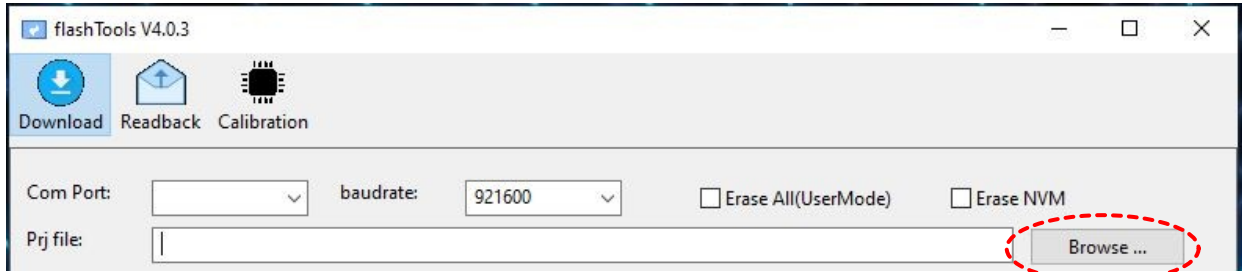 flashTools V4.0.3
Download Readback Calibration
Com Port: baudrate: 921600 Erase All(UserMode) Erase NVM
Prj file: Browse ...